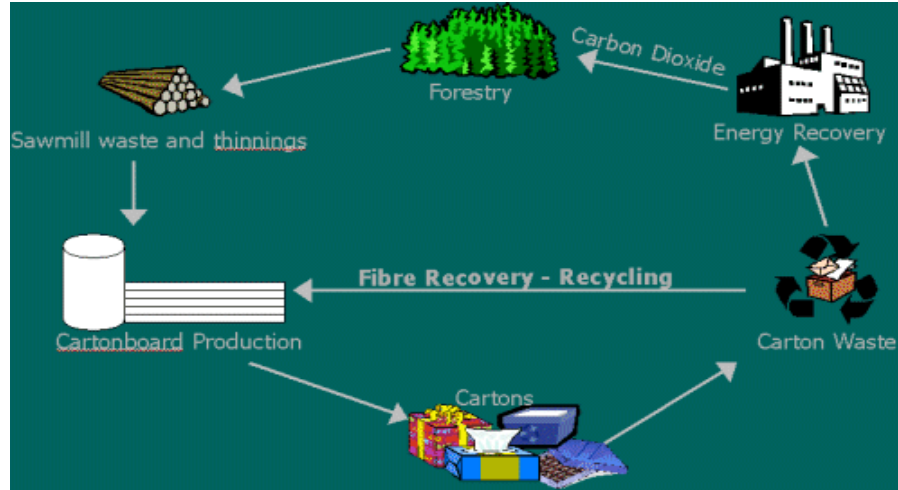 Carbon Dioxide
Forestry
Energy Recovery
Sawmill waste and thinnings
Fibre Recovery - Recycling
Cartonboard Production
Carton Waste
Cartons